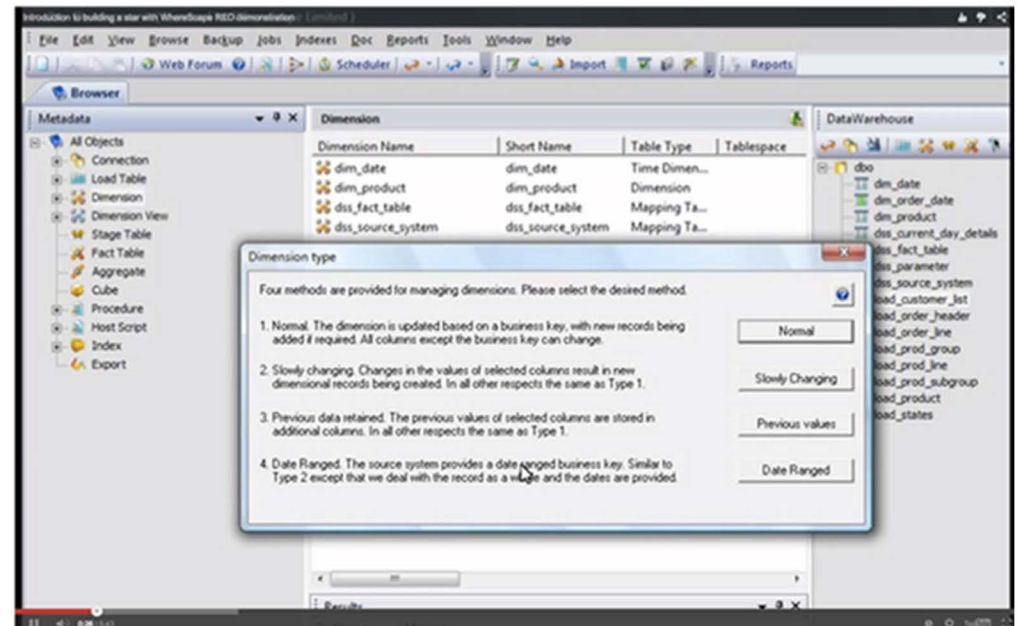 Introduction to building a star with WhereScape RED demonstration
Limited )
File Edit View Browse Backup Jobs Indexes Doc Reports Tools Window Help
Web Forum Scheduler Import Reports
Browser
Metadata
All Objects
Connection
Load Table
Dimension
Dimension View
Stage Table
Fact Table
Aggregate
Cube
Procedure
Host Script
Index
Export
Dimension
Dimension Name Short Name Table Type Tablespace
dim_date dim_date Time Dimen...
dim_product dim_product Dimension
dss_fact_table dss_fact_table Mapping Ta...
dss_source_system dss_source_system Mapping Ta...
DataWarehouse
dbo
dim_date
dim_order_date
dim_product
dss_current_day_details
dss_fact_table
dss_parameter
dss_source_system
load_customer_list
load_order_header
load_order_line
load_prod_group
load_prod_line
load_prod_subgroup
load_product
load_states
Dimension type
Four methods are provided for managing dimensions. Please select the desired method.
1. Normal. The dimension is updated based on a business key, with new records being
added if required. All columns except the business key can change.
Normal
2. Slowly changing. Changes in the values of selected columns result in new
dimensional records being created. In all other respects the same as Type 1.
Slowly Changing
3. Previous data retained. The previous values of selected columns are stored in
additional columns. In all other respects the same as Type 1.
Previous values
4. Date Ranged. The source system provides a date ranged business key. Similar to
Type 2 except that we deal with the record as a whole and the dates are provided.
Date Ranged
Results